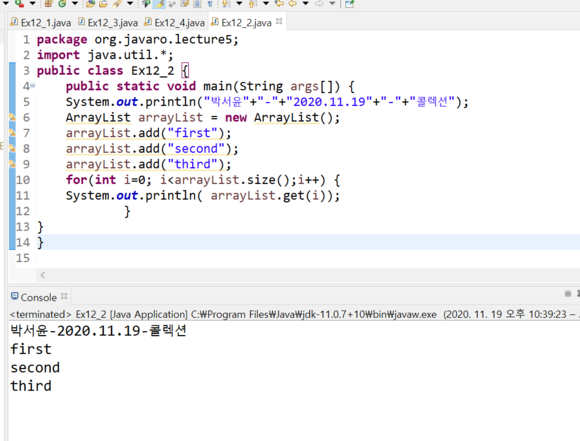 Ex12_1.java Ex12_3.java Ex12_4.java Ex12_2.java
1 package org.javaro.lecture5;
2 import java.util.*;
3 public class Ex12_2 {
4 public static void main(String args[]) {
5 System.out.println("박서윤"+"-"+"2020.11.19"+"-"+"콜렉션");
6 ArrayList arrayList = new ArrayList();
7 arrayList.add("first");
8 arrayList.add("second");
9 arrayList.add("third");
10 for(int i=0; i<arrayList.size();i++) {
11 System.out.println( arrayList.get(i));
12 }
13 }
14 }
15
Console
<terminated> Ex12_2 [Java Application] C:₩Program Files₩Java₩jdk-11.0.7+10₩bin₩javaw.exe (2020. 11. 19 오후 10:39:23 –
박서윤-2020.11.19-콜렉션
first
second
third